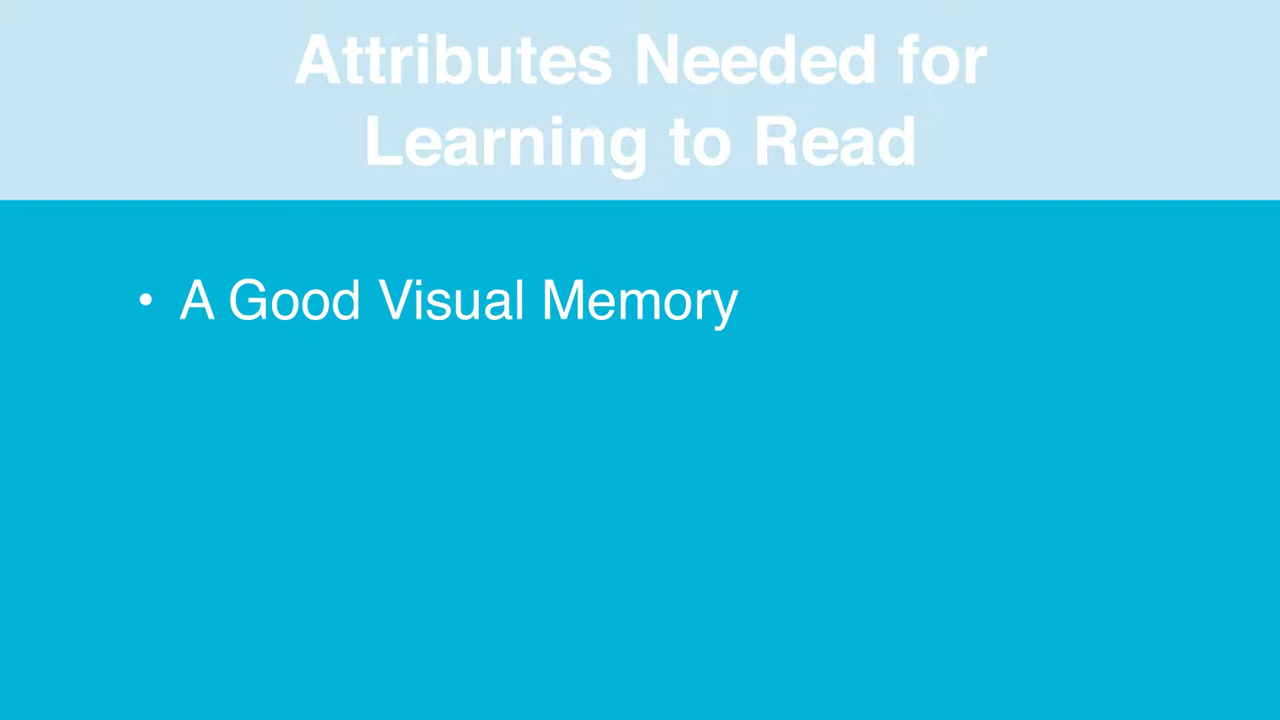 Attributes Needed for
Learning to Read
• A Good Visual Memory